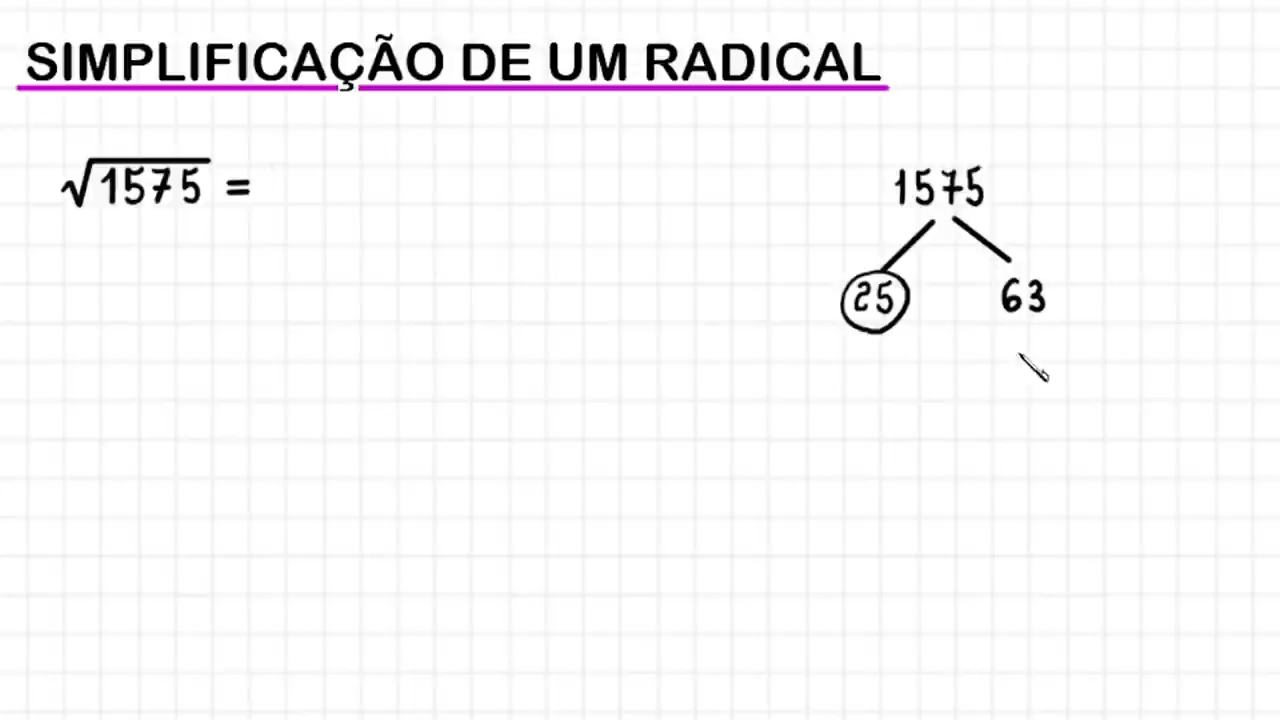 SIMPLIFICAÇÃO DE UM RADICAL
√1575 =
1575
25 63